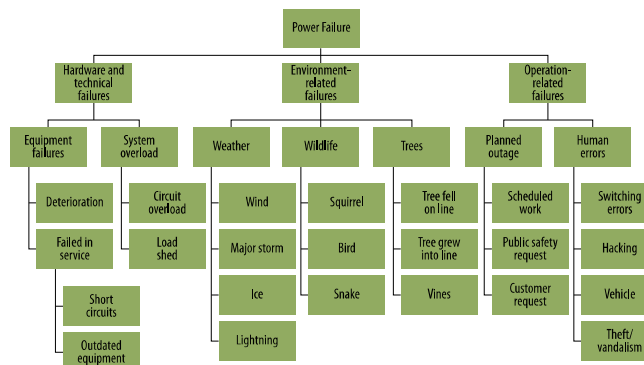 Power Failure
Hardware and
technical
failures
Environment–
related
failures
Operation-
related
failures
Equipment
failures
System
overload
Weather
Wildlife
Trees
Planned
outage
Human
errors
Deterioration
Circuit
overload
Wind
Squirrel
Tree fell
on line
Scheduled
work
Switching
errors
Failed in
service
Load
shed
Major storm
Bird
Tree grew
into line
Public safety
request
Hacking
Short
circuits
Ice
Snake
Vines
Customer
request
Vehicle
Outdated
equipment
Lightning
Theft/
vandalism